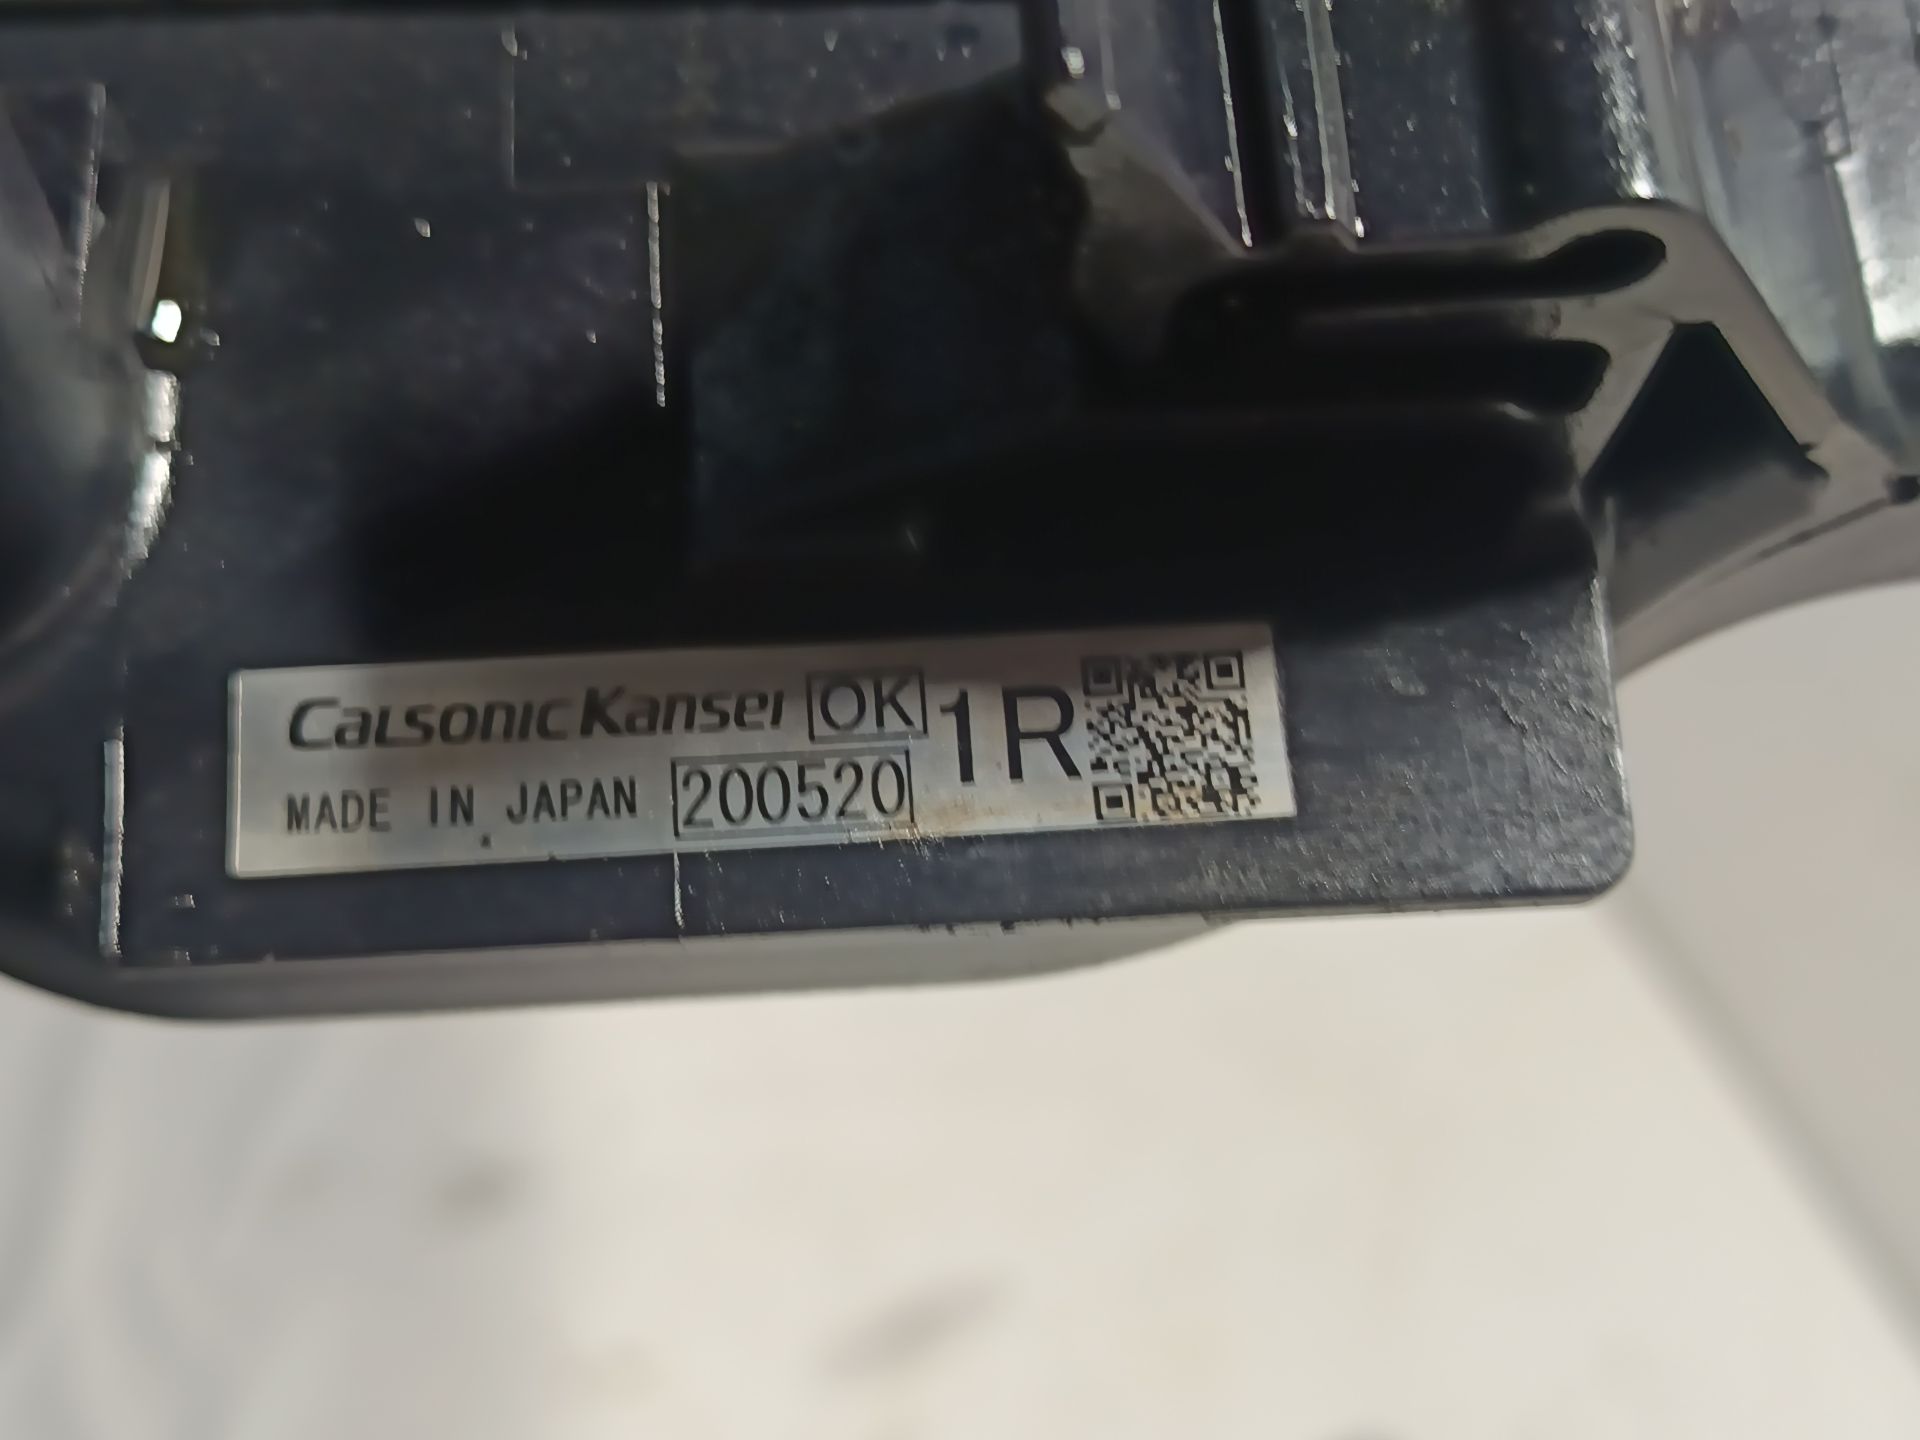 CalsonicKansei OK 1R
MADE IN JAPAN 200520